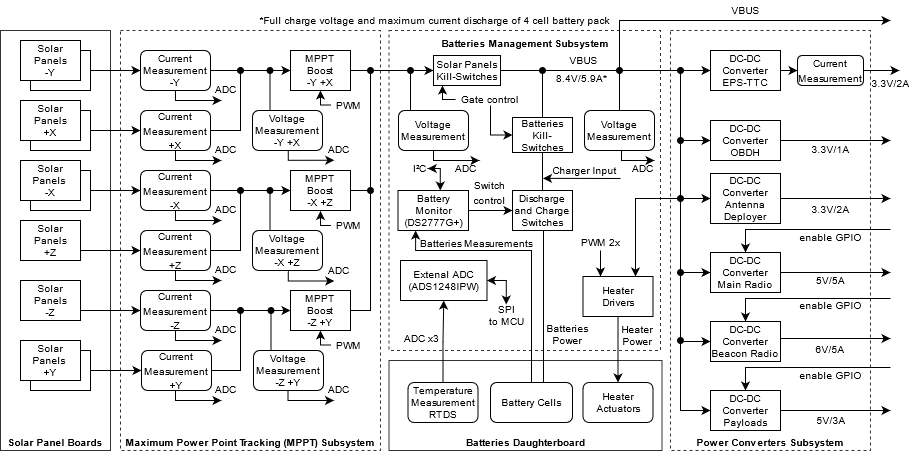 *Full charge voltage and maximum current discharge of 4 cell battery pack
VBUS
Solar
Panels
-Y
Solar
Panels
+X
Solar
Panels
-X
Solar
Panels
+Z
Solar
Panels
-Z
Solar
Panels
+Y
Solar Panel Boards
Current
Measurement
-Y
ADC
Current
Measurement
+X
ADC
Current
Measurement
-X
ADC
Current
Measurement
+Z
ADC
Current
Measurement
-Z
ADC
Current
Measurement
+Y
ADC
MPPT
Boost
-Y +X
PWM
Voltage
Measurement
-Y +X
ADC
MPPT
Boost
-X +Z
PWM
Voltage
Measurement
-X +Z
ADC
MPPT
Boost
-Z +Y
PWM
Voltage
Measurement
-Z +Y
ADC
Maximum Power Point Tracking (MPPT) Subsystem
Batteries Management Subsystem
Solar Panels
Kill-Switches
VBUS
8.4V/5.9A*
Gate control
Voltage
Measurement
ADC
Batteries
Kill-
Switches
Voltage
Measurement
ADC
I²C
Charger Input
Switch
control
Battery
Monitor
(DS2777G+)
Discharge
and Charge
Switches
Batteries Measurements
PWM 2x
Extenal ADC
(ADS1248IPW)
SPI
to MCU
Heater
Drivers
ADC x3
Batteries
Power
Heater
Power
Temperature
Measurement
RTDS
Battery Cells
Heater
Actuators
Batteries Daughterboard
DC-DC
Converter
EPS-TTC
Current
Measurement
3.3V/2A
DC-DC
Converter
OBDH
3.3V/1A
DC-DC
Converter
Antenna
Deployer
3.3V/2A
enable GPIO
DC-DC
Converter
Main Radio
5V/5A
enable GPIO
DC-DC
Converter
Beacon Radio
6V/5A
enable GPIO
DC-DC
Converter
Payloads
5V/3A
Power Converters Subsystem